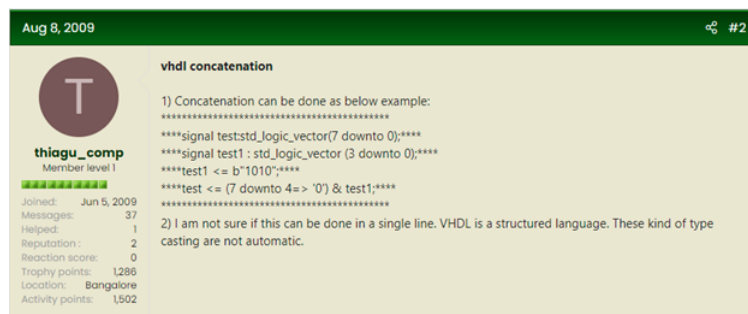 Aug 8, 2009
#2
T
thiagu_comp
Member level 1
Joined: Jun 5, 2009
Messages: 37
Helped: 1
Reputation : 2
Reaction score: 0
Trophy points: 1,286
Location: Bangalore
Activity points: 1,502
vhdl concatenation
1) Concatenation can be done as below example:
********************************************
****signal test:std_logic_vector(7 downto 0);****
****signal test1 : std_logic_vector (3 downto 0);****
****test1 <= b"1010";****
****test <= (7 downto 4=> '0') & test1;****
********************************************
2) I am not sure if this can be done in a single line. VHDL is a structured language. These kind of type
casting are not automatic.